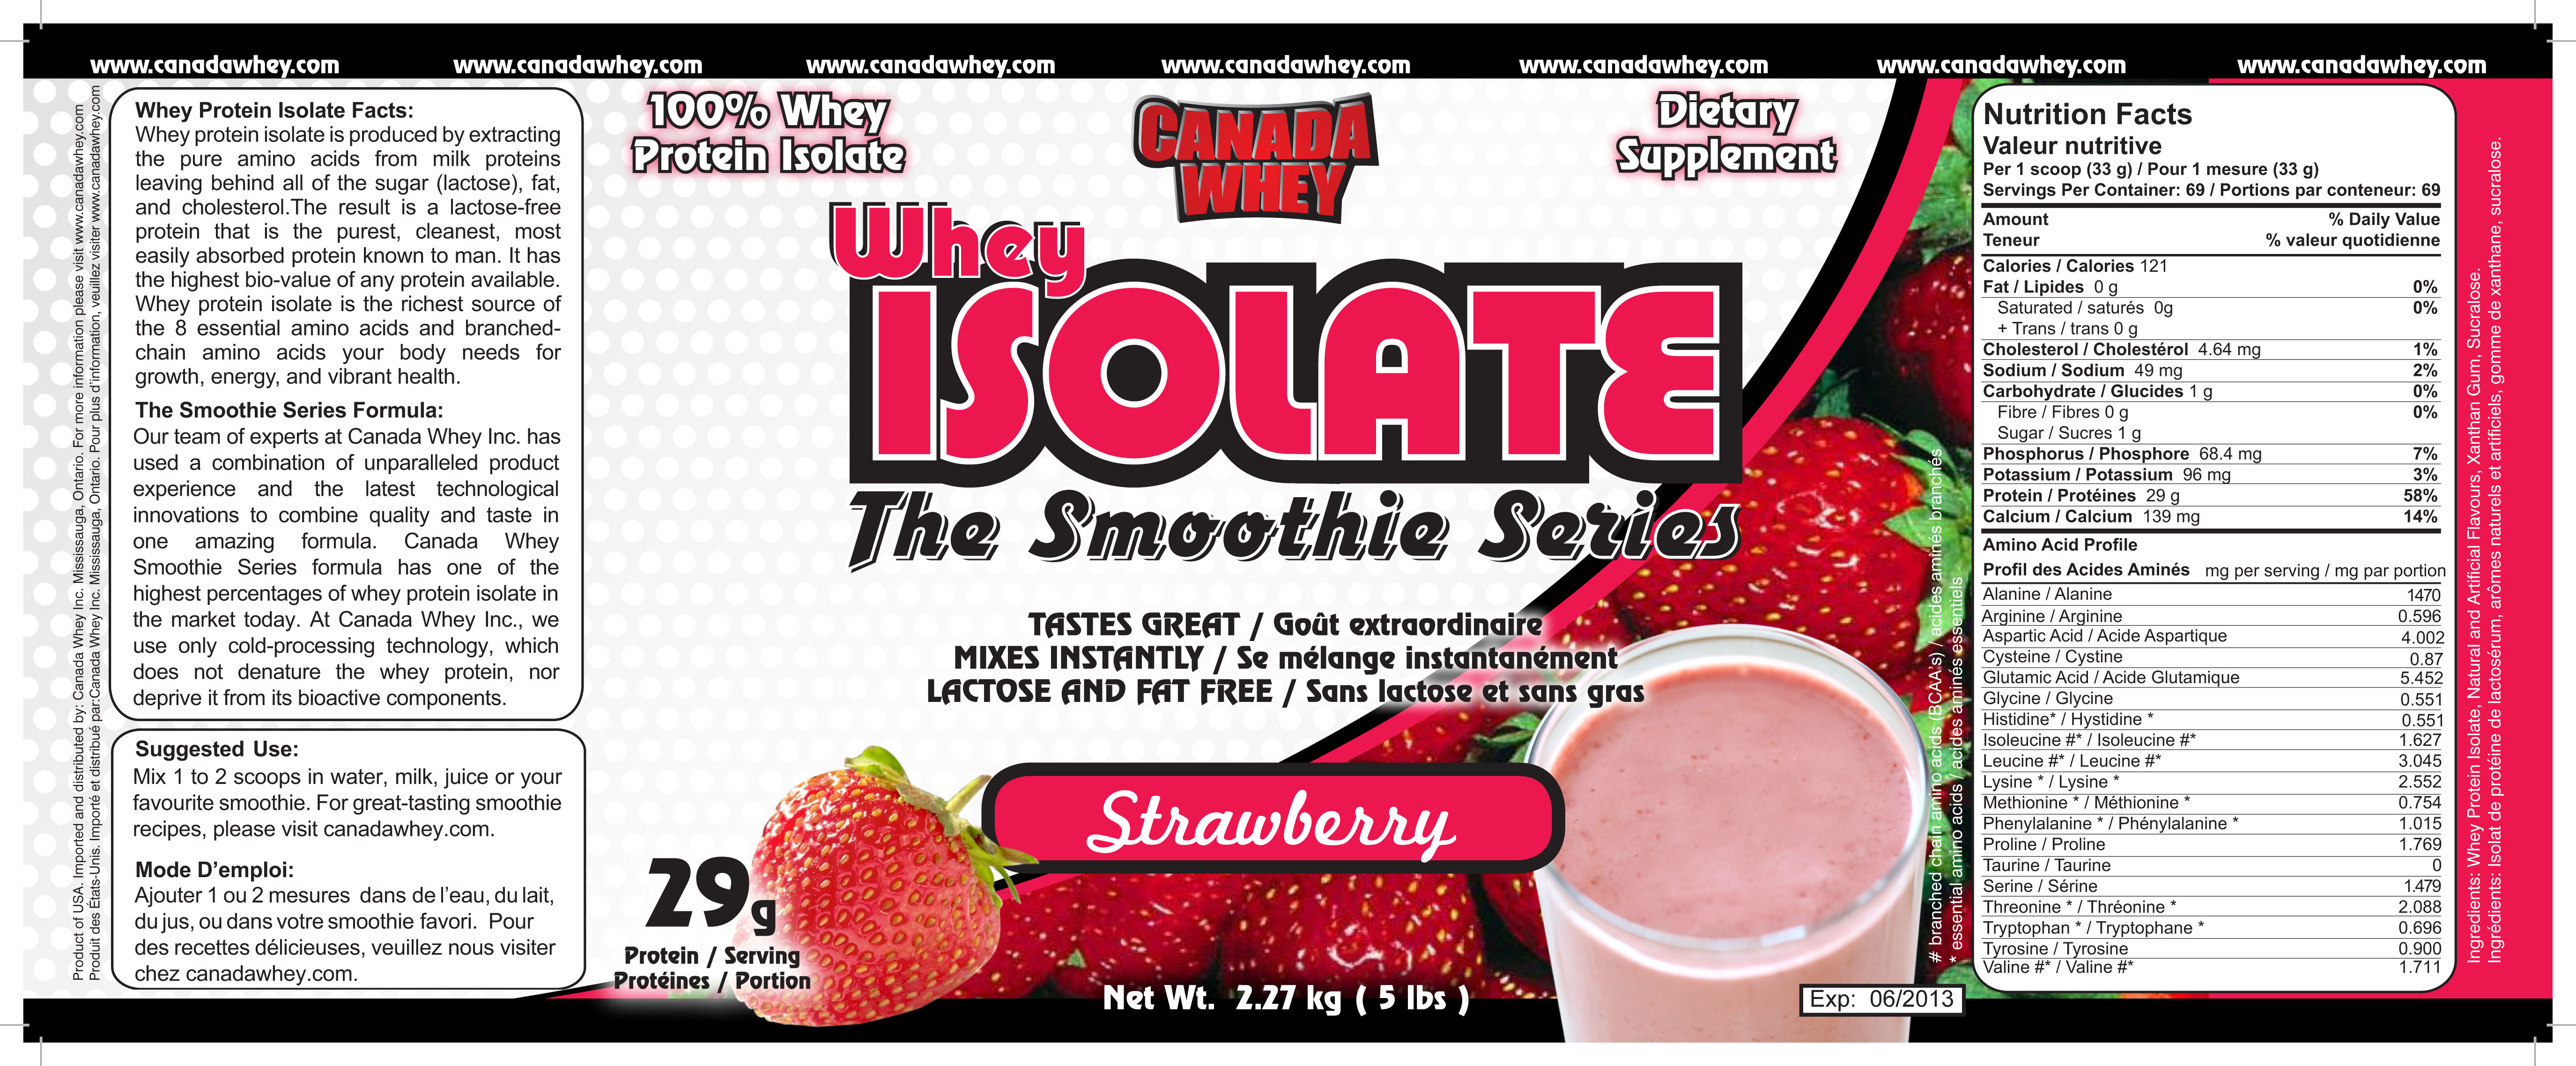 www.canadawhey.com www.canadawhey.com www.canadawhey.com www.canadawhey.com www.canadawhey.com www.canadawhey.com www.canadawhey.com
Product of USA. Imported and distributed by: Canada Whey Inc. Mississauga, Ontario. For more information please visit www.canadawhey.com
Produit des États-Unis. Importé et distribué par:Canada Whey Inc. Mississauga, Ontario. Pour plus d'information, veuillez visiter www.canadawhey.com
Whey Protein Isolate Facts:
Whey protein isolate is produced by extracting
the pure amino acids from milk proteins
leaving behind all of the sugar (lactose), fat,
and cholesterol.The result is a lactose-free
protein that is the purest, cleanest, most
easily absorbed protein known to man. It has
the highest bio-value of any protein available.
Whey protein isolate is the richest source of
the 8 essential amino acids and branched-
chain amino acids your body needs for
growth, energy, and vibrant health.
The Smoothie Series Formula:
Our team of experts at Canada Whey Inc. has
used a combination of unparalleled product
experience and the latest technological
innovations to combine quality and taste in
one amazing formula. Canada Whey
Smoothie Series formula has one of the
highest percentages of whey protein isolate in
the market today. At Canada Whey Inc., we
use only cold-processing technology, which
does not denature the whey protein, nor
deprive it from its bioactive components.
Suggested Use:
Mix 1 to 2 scoops in water, milk, juice or your
favourite smoothie. For great-tasting smoothie
recipes, please visit canadawhey.com.
Mode D'emploi:
Ajouter 1 ou 2 mesures dans de l'eau, du lait,
du jus, ou dans votre smoothie favori. Pour
des recettes délicieuses, veuillez nous visiter
chez canadawhey.com.
100% Whey
Protein Isolate
CANADA
WHEY
Dietary
Supplement
Whey
ISOLATE
The Smoothie Series
TASTES GREAT / Goût extraordinaire
MIXES INSTANTLY / Se mélange instantanément
LACTOSE AND FAT FREE / Sans lactose et sans gras
Strawberry
29g
Protein / Serving
Protéines / Portion
Net Wt. 2.27 kg ( 5 lbs )
Exp: 06/2013
# branched chain amino acids (BCAA's) / acides aminés branchés
* essential amino acids / acides aminés essentiels
Nutrition Facts
Valeur nutritive
Per 1 scoop (33 g) / Pour 1 mesure (33 g)
Servings Per Container: 69 / Portions par conteneur: 69
Amount % Daily Value
Teneur % valeur quotidienne
Calories / Calories 121
Fat / Lipides 0 g 0%
Saturated / saturés 0g 0%
+ Trans / trans 0 g
Cholesterol / Cholestérol 4.64 mg 1%
Sodium / Sodium 49 mg 2%
Carbohydrate / Glucides 1 g 0%
Fibre / Fibres 0 g 0%
Sugar / Sucres 1 g
Phosphorus / Phosphore 68.4 mg 7%
Potassium / Potassium 96 mg 3%
Protein / Protéines 29 g 58%
Calcium / Calcium 139 mg 14%
Amino Acid Profile
Profil des Acides Aminés mg per serving / mg par portion
Alanine / Alanine 1470
Arginine / Arginine 0.596
Aspartic Acid / Acide Aspartique 4.002
Cysteine / Cystine 0.87
Glutamic Acid / Acide Glutamique 5.452
Glycine / Glycine 0.551
Histidine* / Hystidine * 0.551
Isoleucine #* / Isoleucine #* 1.627
Leucine #* / Leucine #* 3.045
Lysine * / Lysine * 2.552
Methionine * / Méthionine * 0.754
Phenylalanine * / Phénylalanine * 1.015
Proline / Proline 1.769
Taurine / Taurine 0
Serine / Sérine 1.479
Threonine * / Thréonine * 2.088
Tryptophan * / Tryptophane * 0.696
Tyrosine / Tyrosine 0.900
Valine #* / Valine #* 1.711
Ingredients: Whey Protein Isolate, Natural and Artificial Flavours, Xanthan Gum, Sucralose.
Ingrédients: Isolat de protéine de lactosérum, arômes naturels et artificiels, gomme de xanthane, sucralose.